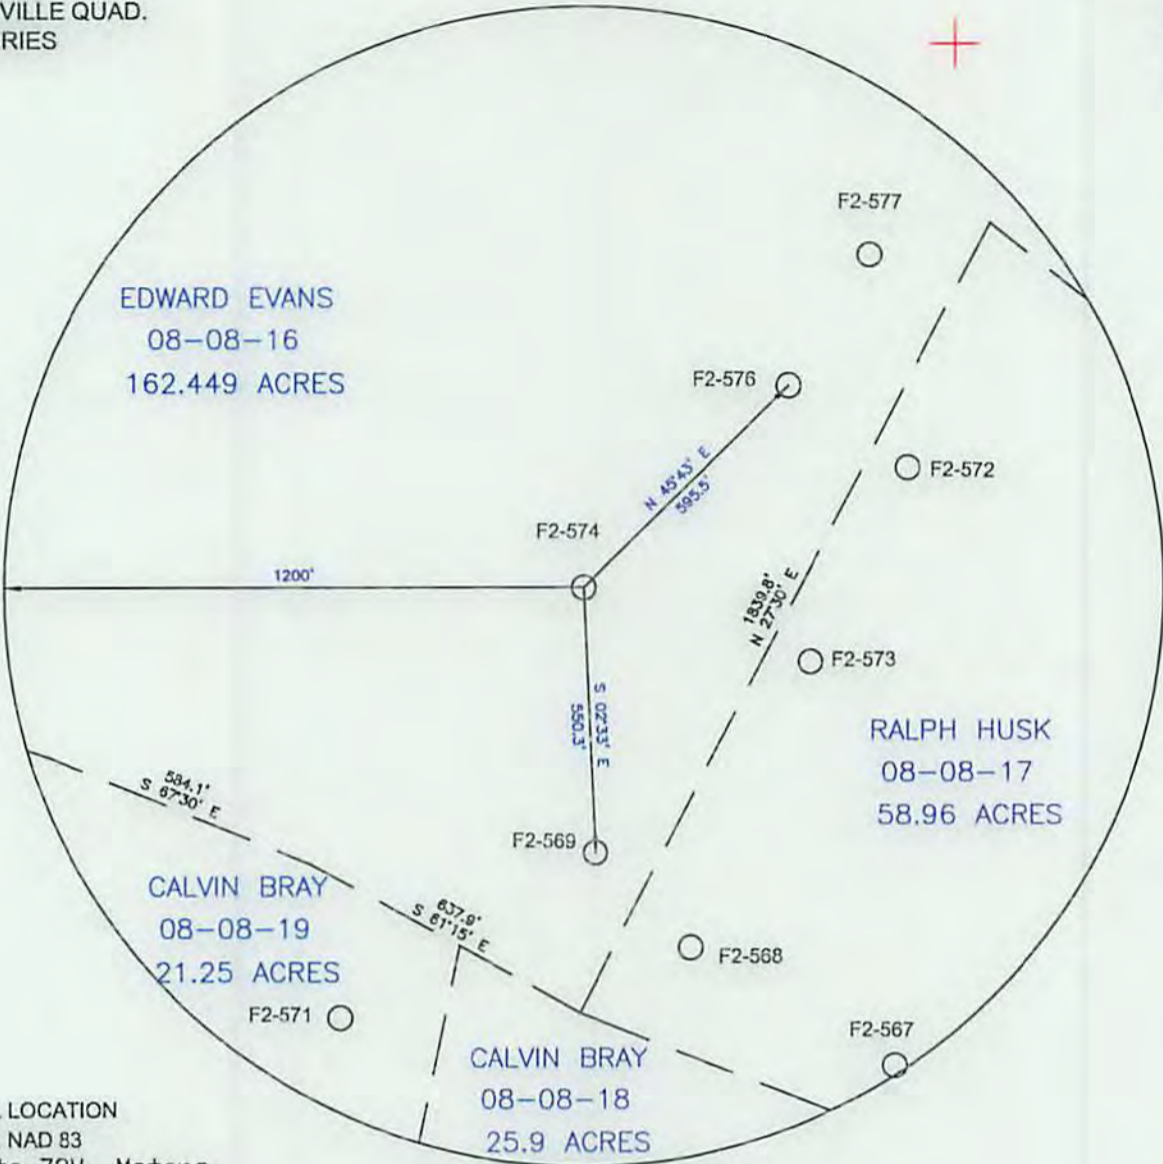 VILLE QUAD.
RIES
F2-577
EDWARD EVANS
08-08-16
162.449 ACRES
F2-576
N 45°43' E
595.5'
F2-572
F2-574
1200'
1839.8'
N 27°30' E
F2-573
S 02°33' E
550.3'
RALPH HUSK
08-08-17
58.96 ACRES
584.1'
S 67°30' E
F2-569
CALVIN BRAY
08-08-19
21.25 ACRES
637.9'
S 61°15' E
F2-568
F2-571
F2-567
CALVIN BRAY
08-08-18
25.9 ACRES
LOCATION
NAD 83